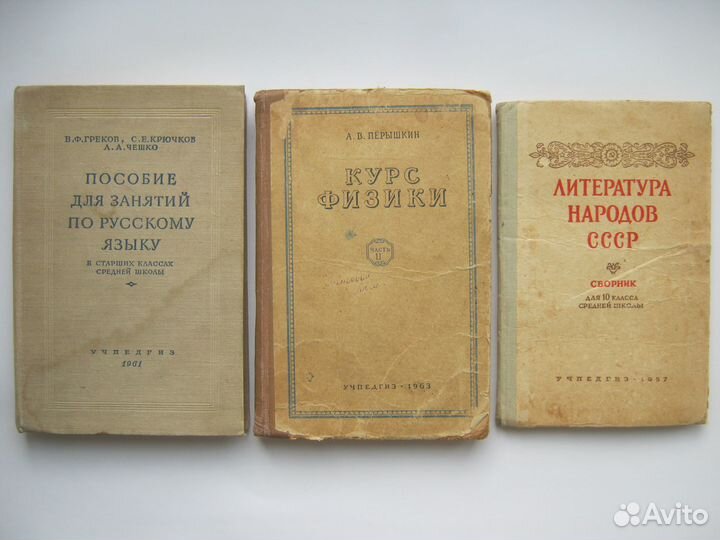 В.Ф.ГРЕКОВ, С.Е.КРЮЧКОВ
Л.А.ЧЕШКО
ПОСОБИЕ
ДЛЯ ЗАНЯТИЙ
ПО РУССКОМУ
ЯЗЫКУ
В СТАРШИХ КЛАССАХ
СРЕДНЕЙ ШКОЛЫ
УЧПЕДГИЗ
1961
А. В. ПЕРЫШКИН
КУРС
ФИЗИКИ
ЧАСТЬ
II
УЧПЕДГИЗ · 1963
ЛИТЕРАТУРА
НАРОДОВ
СССР
СБОРНИК
ДЛЯ 10 КЛАССА
СРЕДНЕЙ ШКОЛЫ
УЧПЕДГИЗ · 1957
Avito